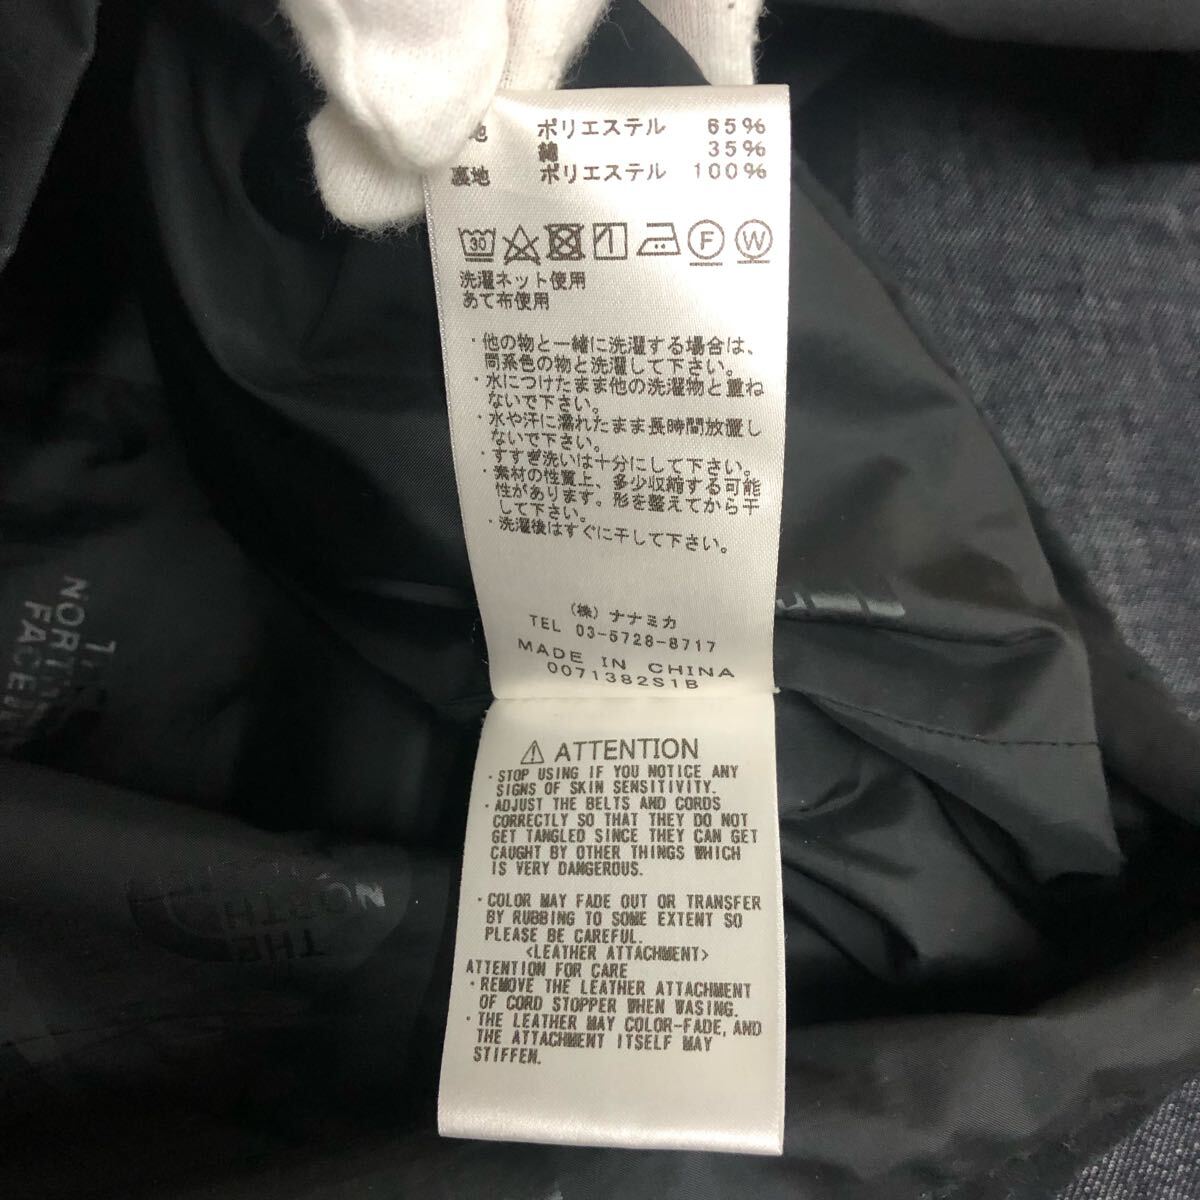 地 ポリエステル 65%
綿 35%
裏地 ポリエステル 100%
30 F W
洗濯ネット使用
あて布使用
・他の物と一緒に洗濯する場合は、
同系色の物と洗濯して下さい。
・水につけたまま他の洗濯物と重ね
ないで下さい。
・水や汗に濡れたまま長時間放置し
ないで下さい。
・すすぎ洗いは十分にして下さい。
・素材の性質上、多少収縮する可能
性があります。形を整えてから干
して下さい。
・洗濯後はすぐに干して下さい。
(株) ナナミカ
TEL 03-5728-8717
MADE IN CHINA
0071382S1B
⚠ ATTENTION
・STOP USING IF YOU NOTICE ANY
SIGNS OF SKIN SENSITIVITY.
・ADJUST THE BELTS AND CORDS
CORRECTLY SO THAT THEY DO NOT
GET TANGLED SINCE THEY CAN GET
CAUGHT BY OTHER THINGS WHICH
IS VERY DANGEROUS.
・COLOR MAY FADE OUT OR TRANSFER
BY RUBBING TO SOME EXTENT SO
PLEASE BE CAREFUL.
<LEATHER ATTACHMENT>
ATTENTION FOR CARE
・REMOVE THE LEATHER ATTACHMENT
OF CORD STOPPER WHEN WASING.
・THE LEATHER MAY COLOR-FADE, AND
THE ATTACHMENT ITSELF MAY
STIFFEN.
NORTH
FACE
THE
NORTH